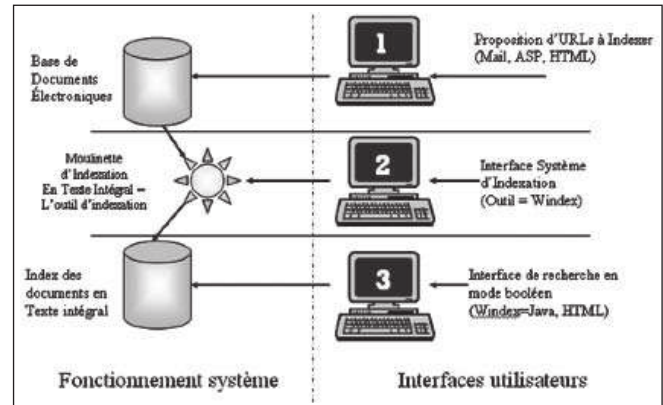 1
Proposition d'URLs à Indexer
(Mail, ASP, HTML)
Base de
Documents
Électroniques
Moulinette
d'Indexation
En Texte Intégral =
L'outil d'indexation
2
Interface Système
d'Indexation
(Outil = Windex)
Index des
documents en
Texte intégral
3
Interface de recherche en
mode booléen
(Windex=Java, HTML)
Fonctionnement système
Interfaces utilisateurs